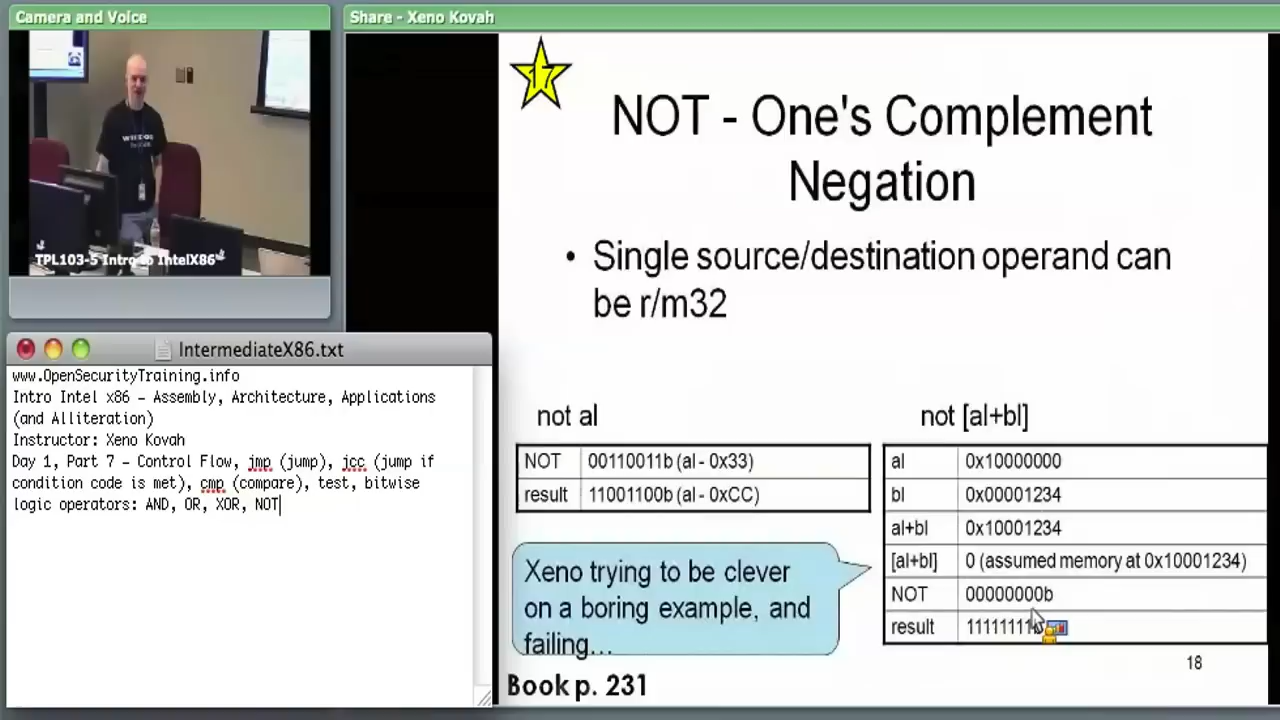 Camera and Voice
TPL103-5 Intro to IntelX86
IntermediateX86.txt
www.OpenSecurityTraining.info
Intro Intel x86 – Assembly, Architecture, Applications
(and Alliteration)
Instructor: Xeno Kovah
Day 1, Part 7 – Control Flow, jmp (jump), jcc (jump if
condition code is met), cmp (compare), test, bitwise
logic operators: AND, OR, XOR, NOT
Share - Xeno Kovah
17
NOT - One's Complement
Negation
• Single source/destination operand can
be r/m32
not al
NOT 00110011b (al - 0x33)
result 11001100b (al - 0xCC)
not [al+bl]
al 0x10000000
bl 0x00001234
al+bl 0x10001234
[al+bl] 0 (assumed memory at 0x10001234)
NOT 00000000b
result
Xeno trying to be clever
on a boring example, and
failing…
Book p. 231
18